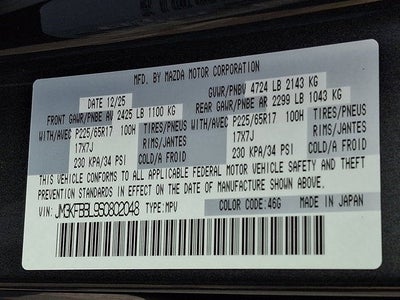 MFD. BY MAZDA MOTOR CORPORATION
DATE 12/25 GVWR/PNBV 4724 LB 2143 KG
FRONT GAWR/PNBE AV 2425 LB 1100 KG REAR GAWR/PNBE AR 2299 LB 1043 KG
WITH/AVEC P225/65R17 100H TIRES/PNEUS WITH/AVEC P225/65R17 100H TIRES/PNEUS
17X7J RIMS/JANTES 17X7J RIMS/JANTES
230 KPA/34 PSI COLD/A FROID 230 KPA/34 PSI COLD/A FROID
THIS VEHICLE CONFORMS TO ALL APPLICABLE FEDERAL MOTOR VEHICLE SAFETY AND THEFT
PREVENTION STANDARDS IN EFFECT ON THE DATE OF MANUFACTURE SHOWN ABOVE.
VIN: TYPE:MPV COLOR CODE:46G MADE IN JAPAN